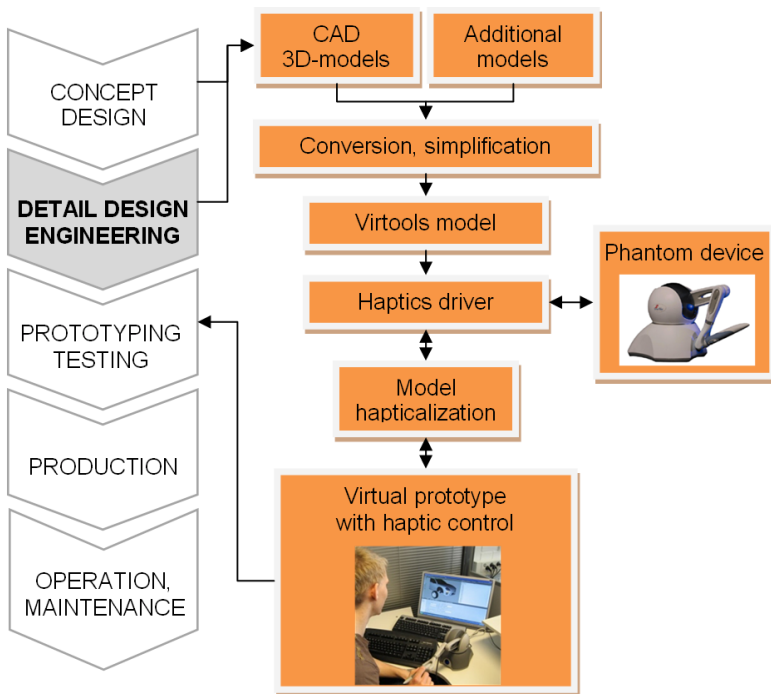 CONCEPT
DESIGN
DETAIL DESIGN
ENGINEERING
PROTOTYPING
TESTING
PRODUCTION
OPERATION,
MAINTENANCE
CAD
3D-models
Additional
models
Conversion, simplification
Virtools model
Haptics driver
Phantom device
Model
hapticalization
Virtual prototype
with haptic control